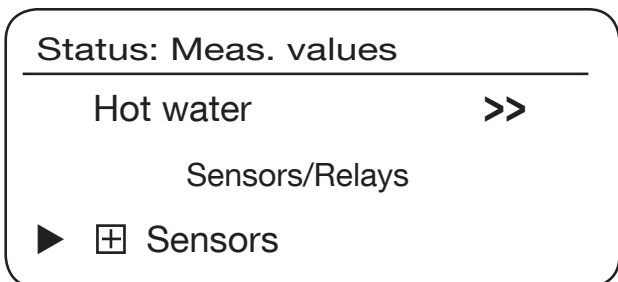 Status: Meas. values
Hot water >>
Sensors/Relays
▶ ⊞ Sensors